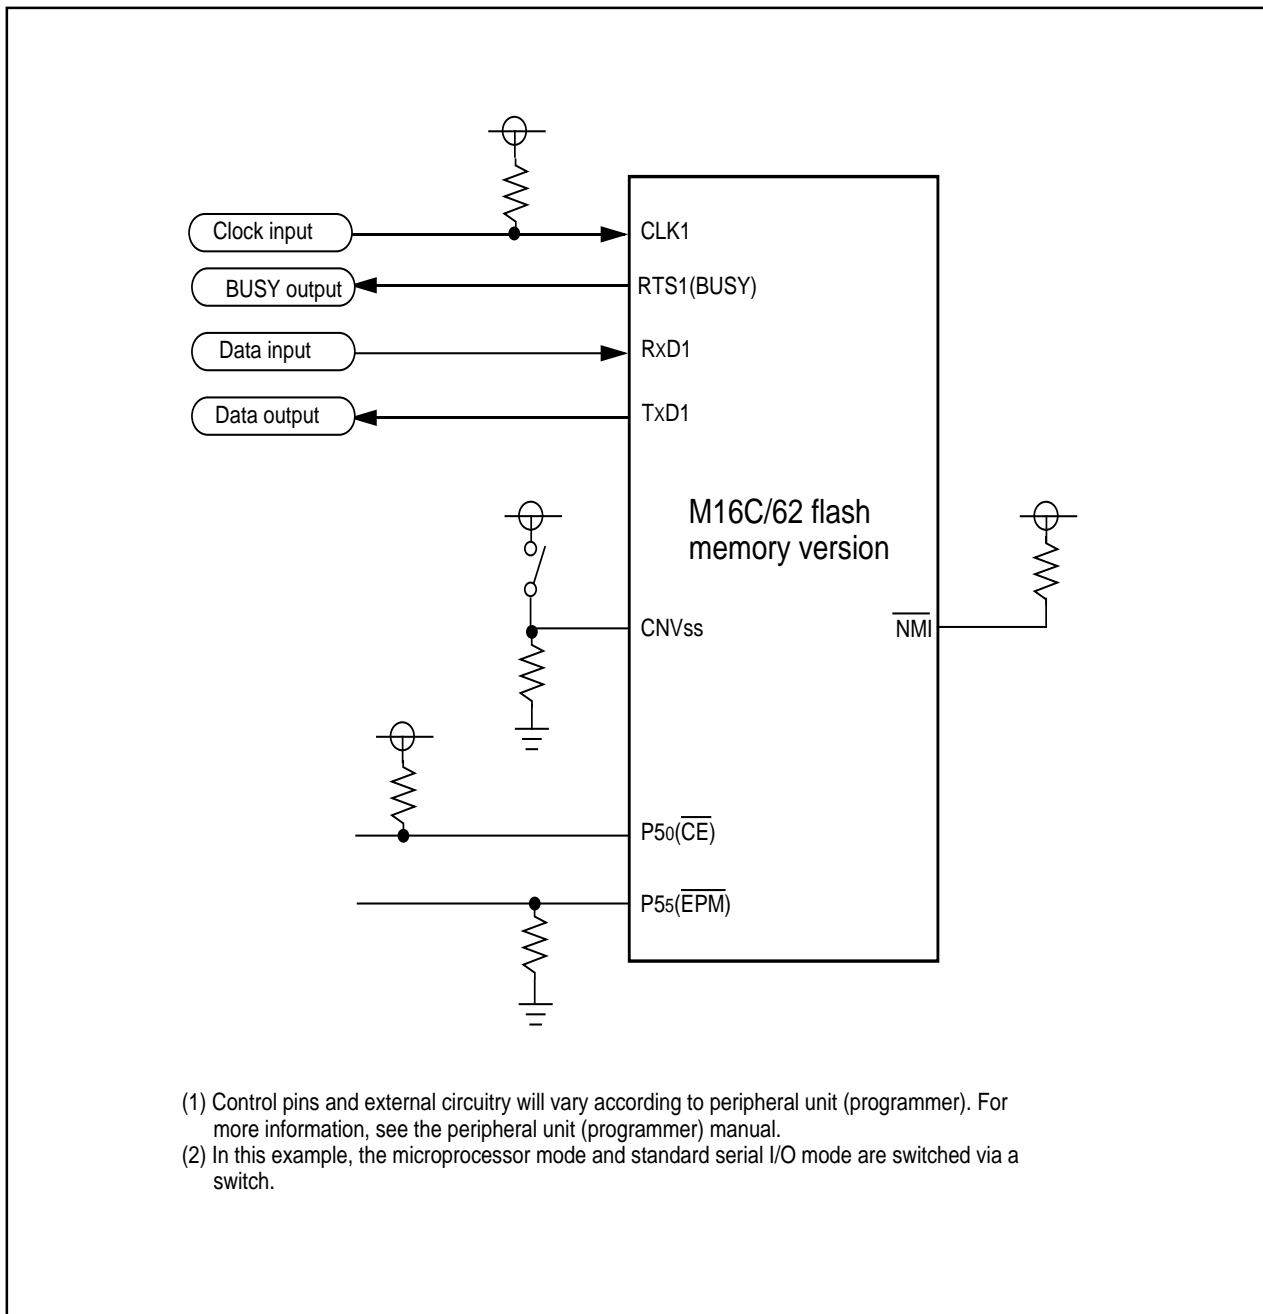 Clock input
CLK1
BUSY output
RTS1(BUSY)
Data input
RxD1
Data output
TxD1
M16C/62 flash
memory version
CNVss
NMI
P50(CE)
P55(EPM)
(1) Control pins and external circuitry will vary according to peripheral unit (programmer). For
more information, see the peripheral unit (programmer) manual.
(2) In this example, the microprocessor mode and standard serial I/O mode are switched via a
switch.